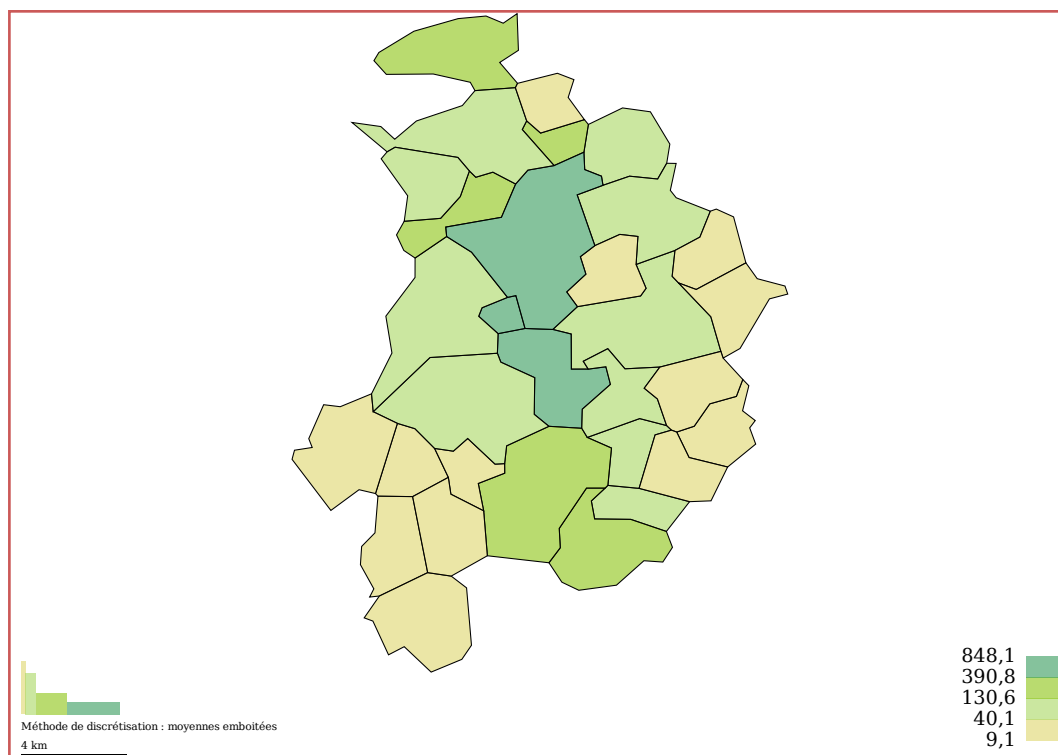 848,1
390,8
130,6
40,1
9,1
Méthode de discrétisation : moyennes emboitées
4 km